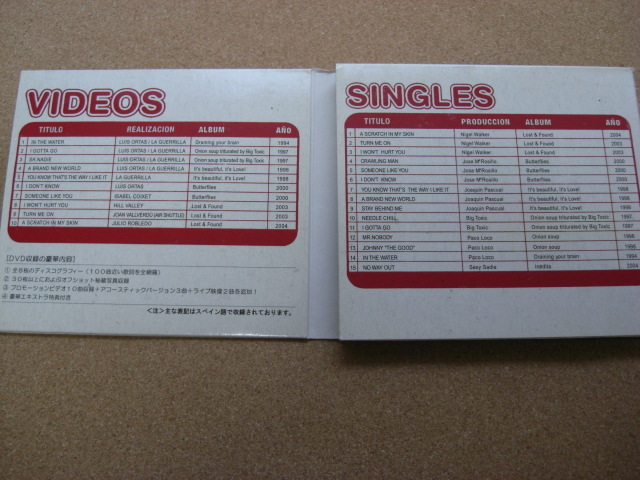 VIDEOS
TITULO REALIZACION ALBUM AÑO
1 IN THE WATER LUIS ORTAS / LA GUERRILLA Draining your brain 1994
2 I GOTTA GO LUIS ORTAS / LA GUERRILLA Onion soup triturated by Big Toxic 1997
3 SR.NADIE LUIS ORTAS / LA GUERRILLA Onion soup triturated by Big Toxic 1997
4 A BRAND NEW WORLD LUIS ORTAS / LA GUERRILLA It's beautiful, it's Love! 1998
5 YOU KNOW THAT'S THE WAY I LIKE IT LA GUERRILLA It's beautiful, it's Love! 1998
6 I DON'T KNOW LUIS ORTAS Butterflies 2000
7 SOMEONE LIKE YOU ISABEL COIXET Butterflies 2000
8 I WON'T HURT YOU HILL VALLEY Lost & Found 2003
9 TURN ME ON JOAN VALLVERDÚ (AIR SHUTTLE) Lost & Found 2003
10 A SCRATCH IN MY SKIN JULIO ROBLEDO Lost & Found 2004
[DVD収録の豪華内容]
① 全8枚のディスコグラフィー(100曲近い歌詞を全網羅)
② 30枚以上におよぶオフショット秘蔵写真収録
③ プロモーションビデオ10曲収録+アコースティックバージョン3曲+ライブ映像2曲を追加!
④ 豪華エキストラ特典付き
<注>主な表記はスペイン語で収録されております。
SINGLES
TITULO PRODUCCION ALBUM AÑO
1 A SCRATCH IN MY SKIN Nigel Walker Lost & Found 2004
2 TURN ME ON Nigel Walker Lost & Found 2003
3 I WON'T HURT YOU Nigel Walker Lost & Found 2003
4 CRAWLING MAN Jose Mª Rosillo Butterflies 2000
5 SOMEONE LIKE YOU Jose Mª Rosillo Butterflies 2000
6 I DON'T KNOW Jose Mª Rosillo Butterflies 2000
7 YOU KNOW THAT'S THE WAY I LIKE IT Joaquin Pascual It's beautiful, it's Love! 1998
8 A BRAND NEW WORLD Joaquin Pascual It's beautiful, it's Love! 1998
9 STAY BEHIND ME Joaquin Pascual It's beautiful, it's Love! 1998
10 NEEDLE CHILL Big Toxic Onion soup triturated by Big Toxic 1997
11 I GOTTA GO Big Toxic Onion soup triturated by Big Toxic 1997
12 MR NOBODY Paco Loco Onion soup 1996
13 JOHNNY "THE GOOD" Paco Loco Onion soup 1996
14 IN THE WATER Paco Loco Draining your brain 1994
15 NO WAY OUT Sexy Sadie Inédita